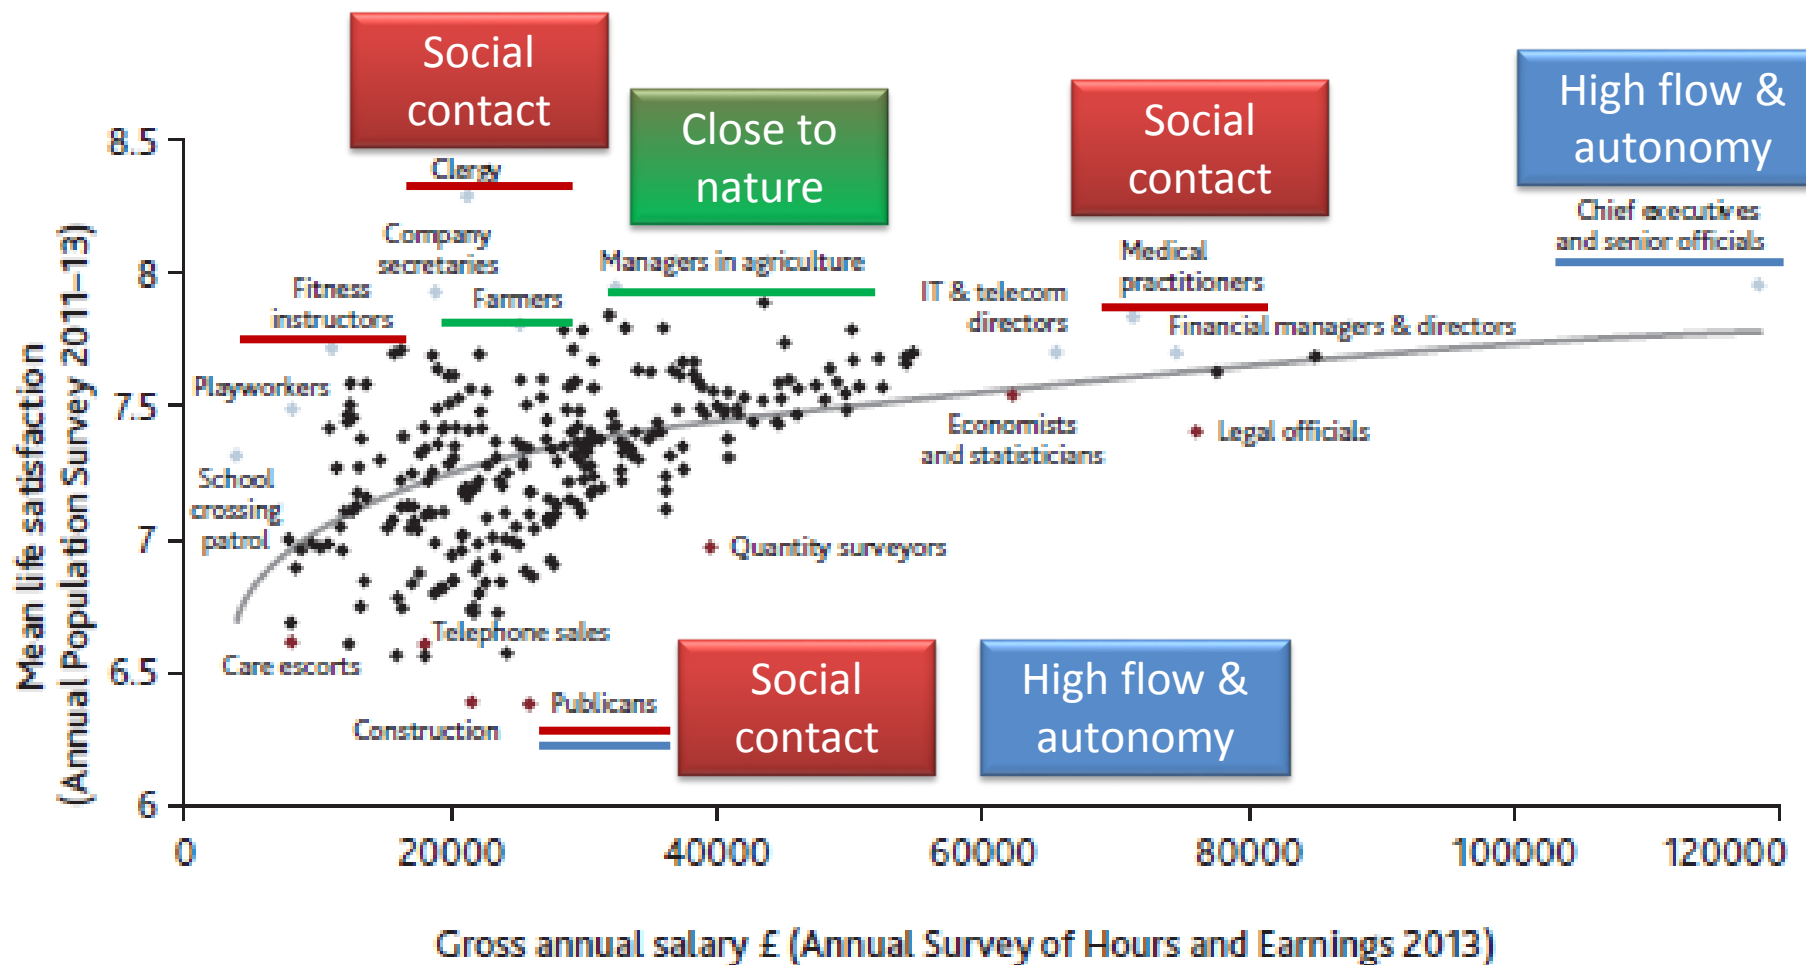 Social
contact
Close to
nature
Social
contact
High flow &
autonomy
8.5
8
7.5
7
6.5
6
Mean life satisfaction
(Annual Population Survey 2011–13)
Clergy
Company
secretaries
Fitness
instructors
Farmers
Managers in agriculture
IT & telecom
directors
Medical
practitioners
Financial managers & directors
Chief executives
and senior officials
Playworkers
School
crossing
patrol
Economists
and statisticians
Legal officials
Quantity surveyors
Telephone sales
Care escorts
Construction
Publicans
Social
contact
High flow &
autonomy
0
20000
40000
60000
80000
100000
120000
Gross annual salary £ (Annual Survey of Hours and Earnings 2013)